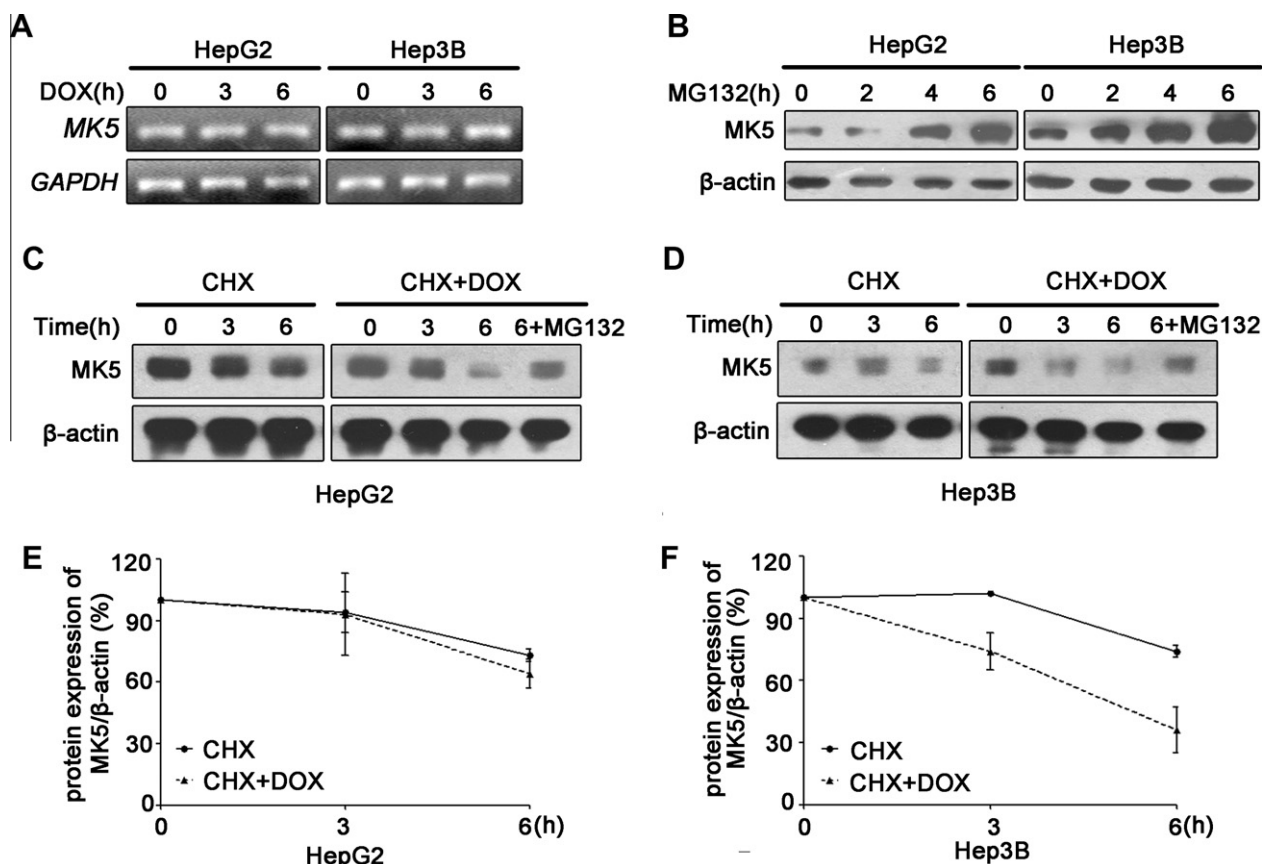 A
HepG2 Hep3B
DOX(h) 0 3 6 0 3 6
MK5
GAPDH
B
HepG2 Hep3B
MG132(h) 0 2 4 6 0 2 4 6
MK5
β-actin
C
CHX CHX+DOX
Time(h) 0 3 6 0 3 6 6+MG132
MK5
β-actin
HepG2
D
CHX CHX+DOX
Time(h) 0 3 6 0 3 6 6+MG132
MK5
β-actin
Hep3B
E
protein expression of
MK5/β-actin (%)
120
90
60
30
0
CHX
CHX+DOX
0 3 6(h)
HepG2
F
protein expression of
MK5/β-actin (%)
120
90
60
30
0
CHX
CHX+DOX
0 3 6(h)
Hep3B